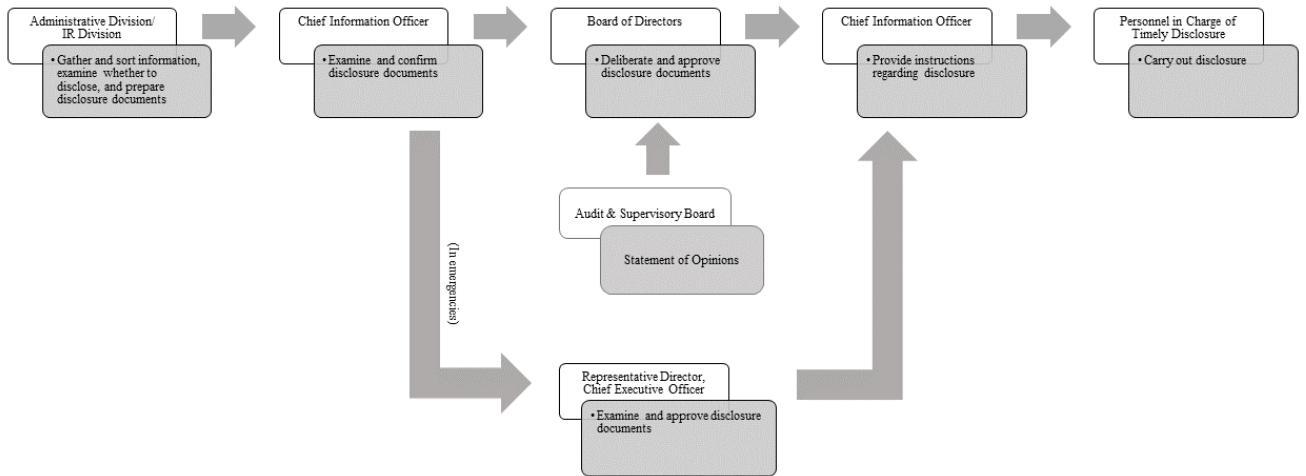 Administrative Division/
IR Division
• Gather and sort information,
examine whether to
disclose, and prepare
disclosure documents
Chief Information Officer
• Examine and confirm
disclosure documents
Board of Directors
• Deliberate and approve
disclosure documents
Chief Information Officer
• Provide instructions
regarding disclosure
Personnel in Charge of
Timely Disclosure
• Carry out disclosure
Audit & Supervisory Board
Statement of Opinions
(In emergencies)
Representative Director,
Chief Executive Officer
• Examine and approve disclosure
documents